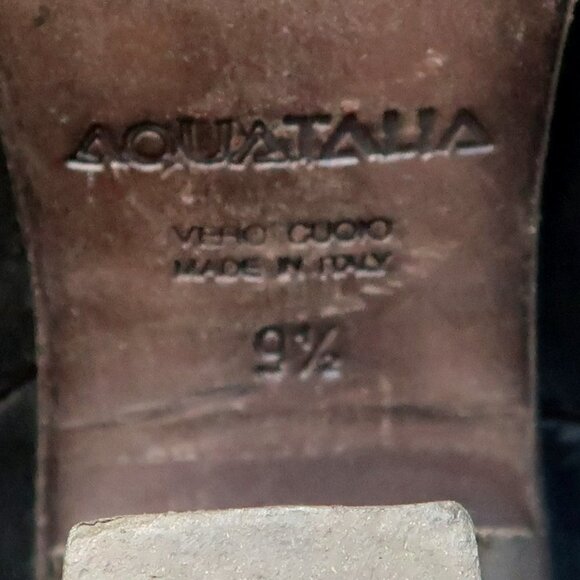 AQUATALIA
VERO CUOIO
MADE IN ITALY
9½